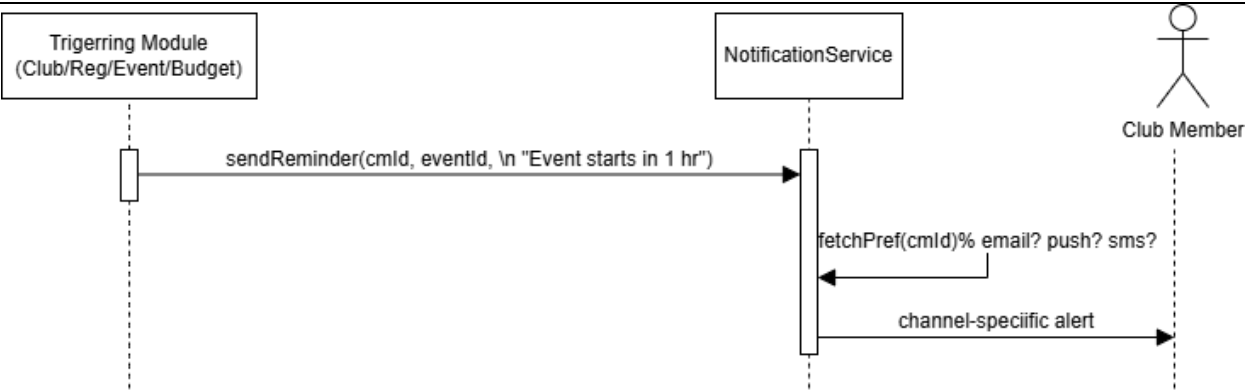 Trigerring Module
(Club/Reg/Event/Budget)
NotificationService
Club Member
sendReminder(cmId, eventId, \n "Event starts in 1 hr")
fetchPref(cmId)% email? push? sms?
channel-speciific alert